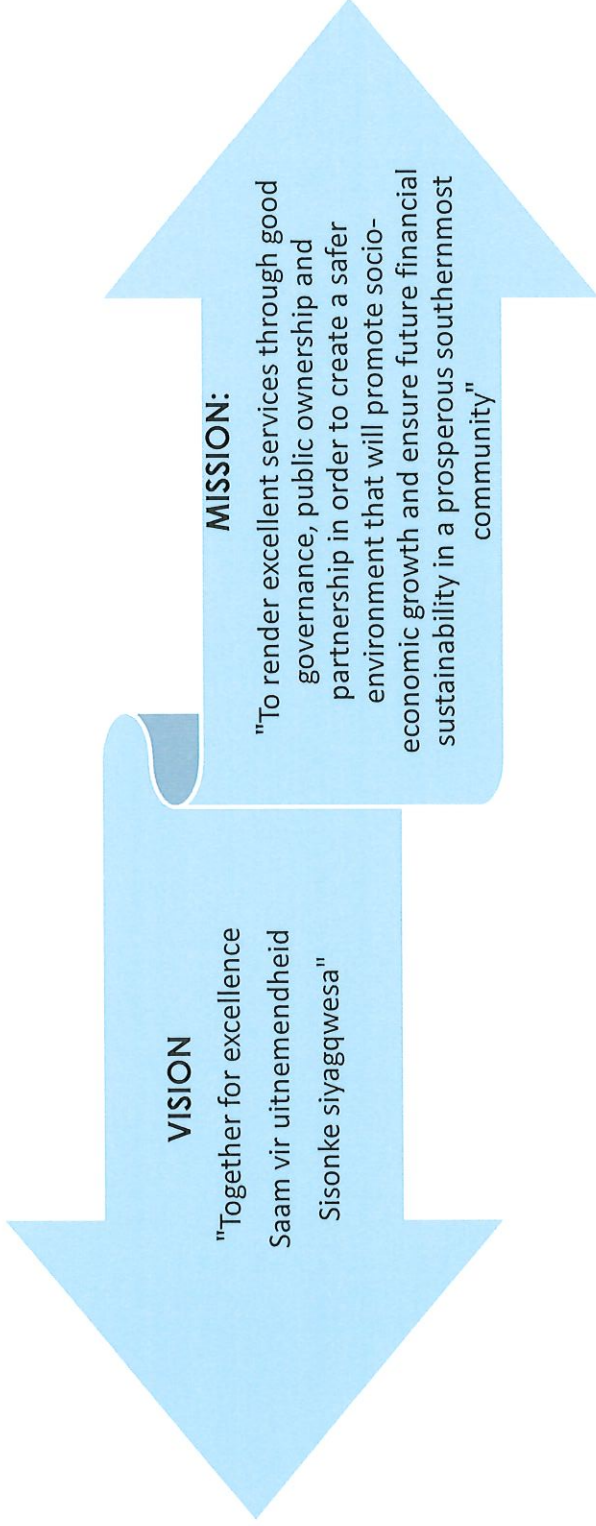 VISION
"Together for excellence
Saam vir uitnemendheid
Sisonke siyagqwesa"
MISSION:
"To render excellent services through good
governance, public ownership and
partnership in order to create a safer
environment that will promote socio-
economic growth and ensure future financial
sustainability in a prosperous southernmost
community"